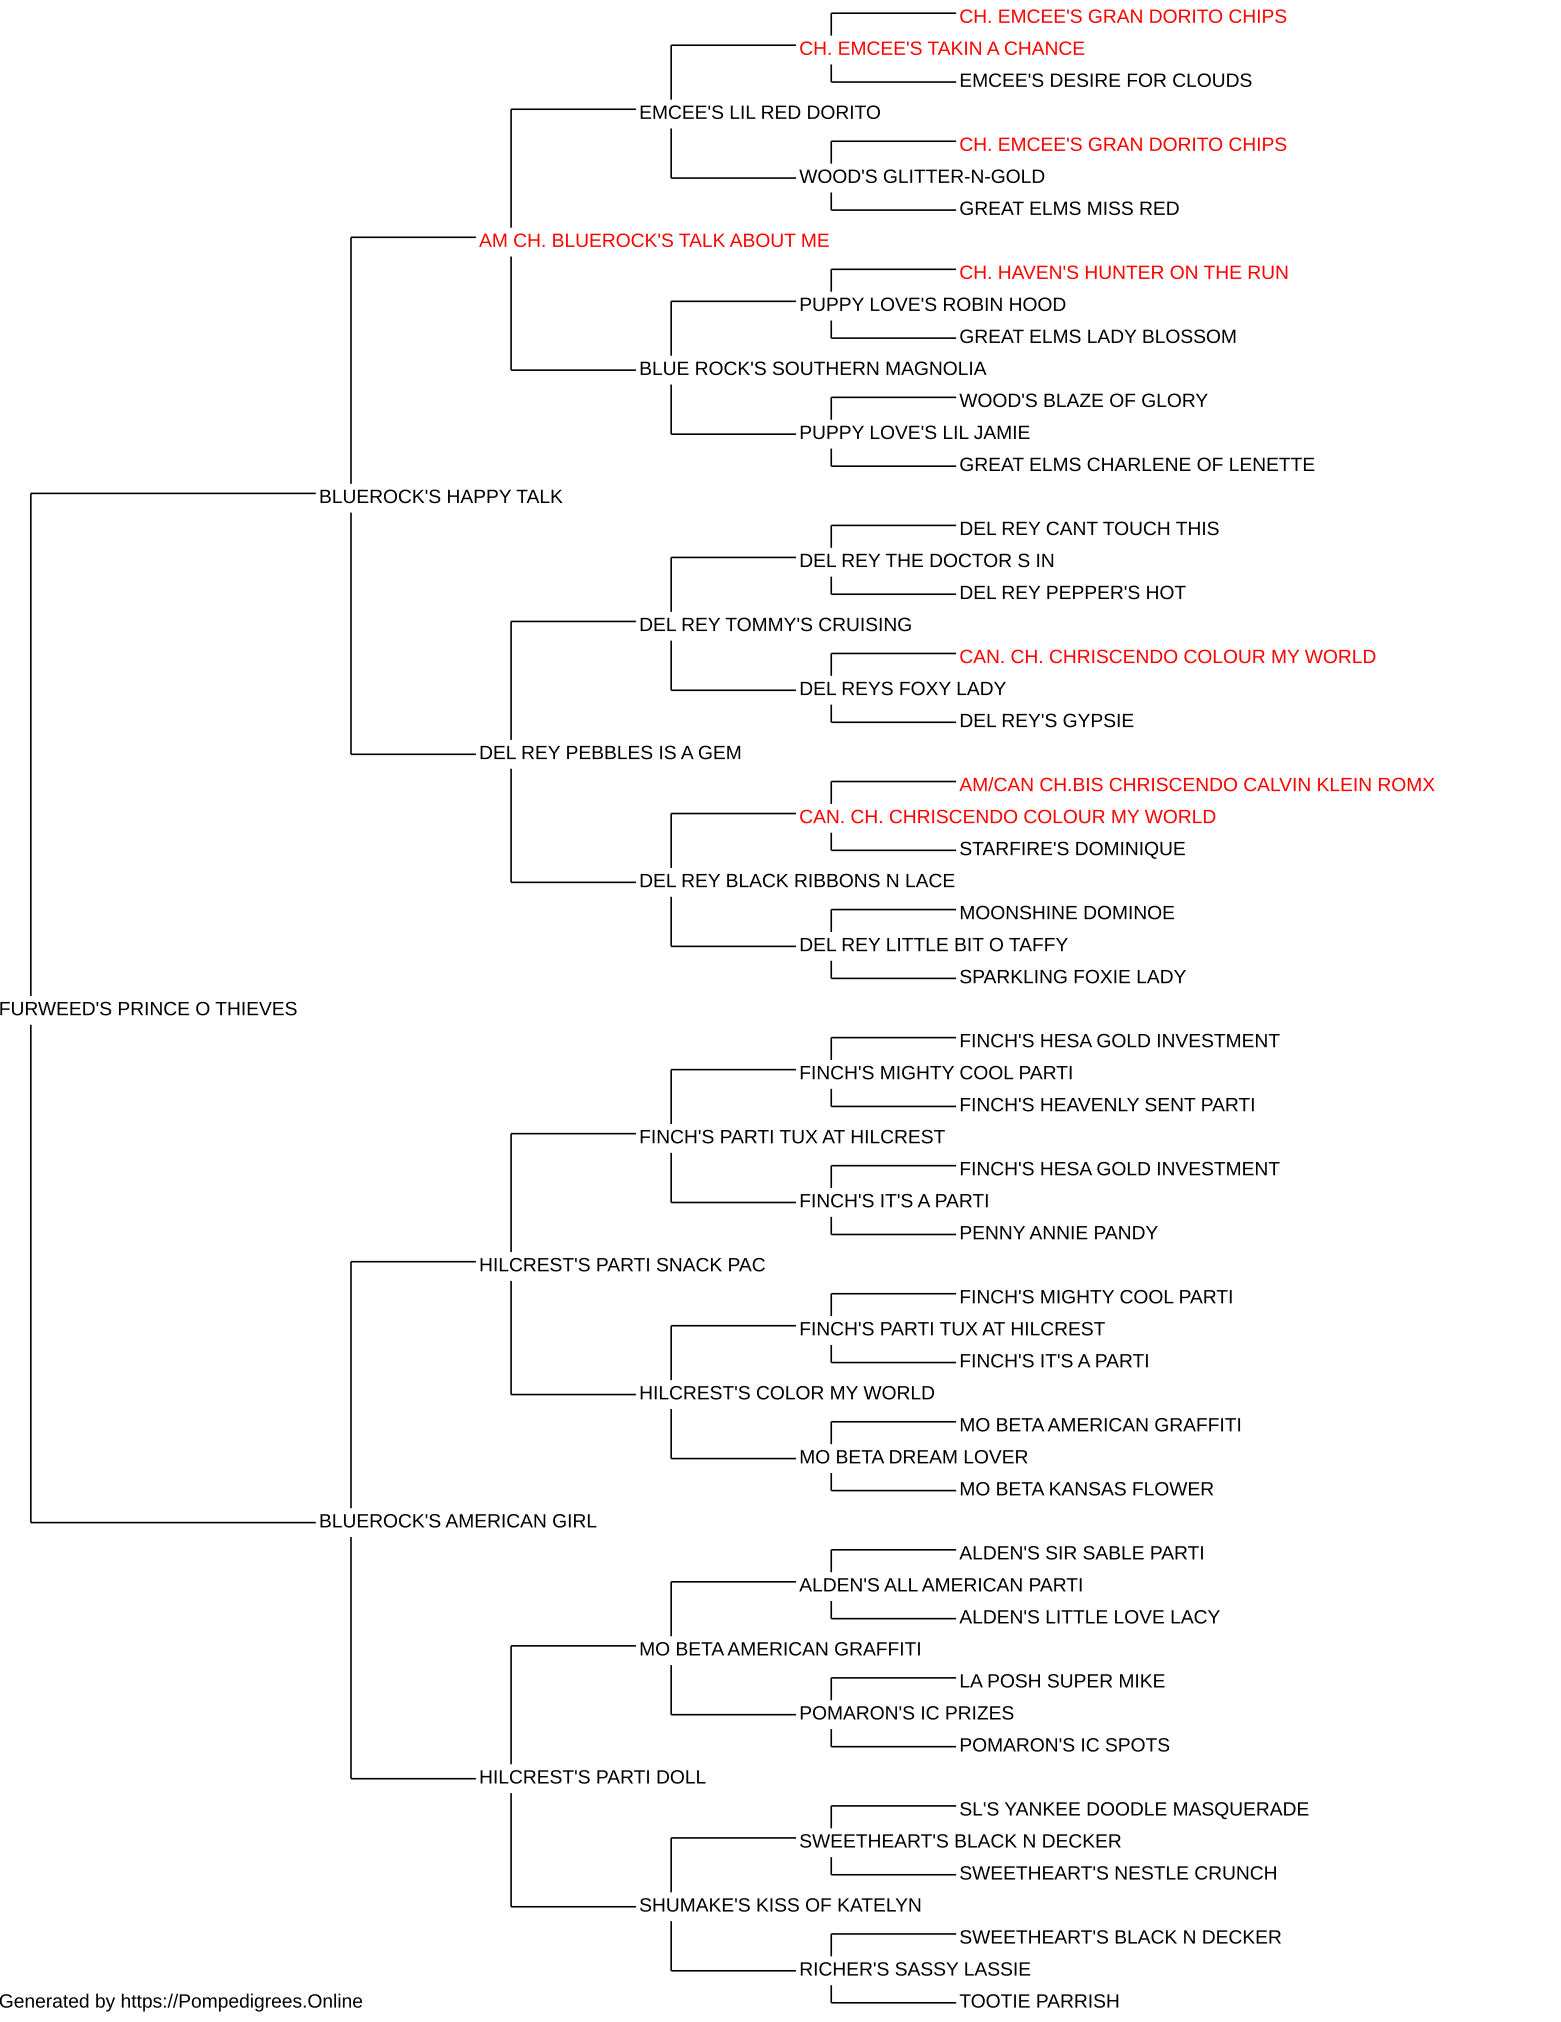 CH. EMCEE'S GRAN DORITO CHIPS
CH. EMCEE'S TAKIN A CHANCE
EMCEE'S DESIRE FOR CLOUDS
EMCEE'S LIL RED DORITO
CH. EMCEE'S GRAN DORITO CHIPS
WOOD'S GLITTER-N-GOLD
GREAT ELMS MISS RED
AM CH. BLUEROCK'S TALK ABOUT ME
CH. HAVEN'S HUNTER ON THE RUN
PUPPY LOVE'S ROBIN HOOD
GREAT ELMS LADY BLOSSOM
BLUE ROCK'S SOUTHERN MAGNOLIA
WOOD'S BLAZE OF GLORY
PUPPY LOVE'S LIL JAMIE
GREAT ELMS CHARLENE OF LENETTE
BLUEROCK'S HAPPY TALK
DEL REY CANT TOUCH THIS
DEL REY THE DOCTOR S IN
DEL REY PEPPER'S HOT
DEL REY TOMMY'S CRUISING
CAN. CH. CHRISCENDO COLOUR MY WORLD
DEL REYS FOXY LADY
DEL REY'S GYPSIE
DEL REY PEBBLES IS A GEM
AM/CAN CH.BIS CHRISCENDO CALVIN KLEIN ROMX
CAN. CH. CHRISCENDO COLOUR MY WORLD
STARFIRE'S DOMINIQUE
DEL REY BLACK RIBBONS N LACE
MOONSHINE DOMINOE
DEL REY LITTLE BIT O TAFFY
SPARKLING FOXIE LADY
FURWEED'S PRINCE O THIEVES
FINCH'S HESA GOLD INVESTMENT
FINCH'S MIGHTY COOL PARTI
FINCH'S HEAVENLY SENT PARTI
FINCH'S PARTI TUX AT HILCREST
FINCH'S HESA GOLD INVESTMENT
FINCH'S IT'S A PARTI
PENNY ANNIE PANDY
HILCREST'S PARTI SNACK PAC
FINCH'S MIGHTY COOL PARTI
FINCH'S PARTI TUX AT HILCREST
FINCH'S IT'S A PARTI
HILCREST'S COLOR MY WORLD
MO BETA AMERICAN GRAFFITI
MO BETA DREAM LOVER
MO BETA KANSAS FLOWER
BLUEROCK'S AMERICAN GIRL
ALDEN'S SIR SABLE PARTI
ALDEN'S ALL AMERICAN PARTI
ALDEN'S LITTLE LOVE LACY
MO BETA AMERICAN GRAFFITI
LA POSH SUPER MIKE
POMARON'S IC PRIZES
POMARON'S IC SPOTS
HILCREST'S PARTI DOLL
SL'S YANKEE DOODLE MASQUERADE
SWEETHEART'S BLACK N DECKER
SWEETHEART'S NESTLE CRUNCH
SHUMAKE'S KISS OF KATELYN
SWEETHEART'S BLACK N DECKER
RICHER'S SASSY LASSIE
TOOTIE PARRISH
Generated by https://Pompedigrees.Online